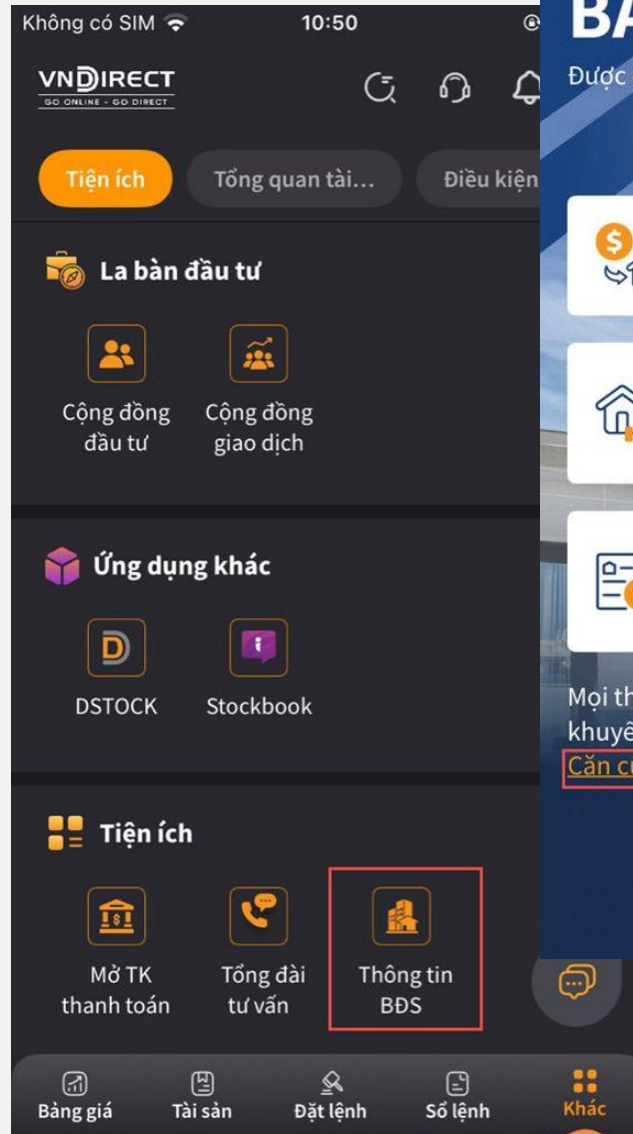 Không có SIM
10:50
VNDIRECT
GO ONLINE - GO DIRECT
Tiện ích
Tổng quan tài...
Điều kiện
La bàn đầu tư
Cộng đồng
đầu tư
Cộng đồng
giao dịch
Ứng dụng khác
DSTOCK
Stockbook
Tiện ích
Mở TK
thanh toán
Tổng đài
tư vấn
Thông tin
BĐS
Bảng giá
Tài sản
Đặt lệnh
Sổ lệnh
Khác
Được
Mọi